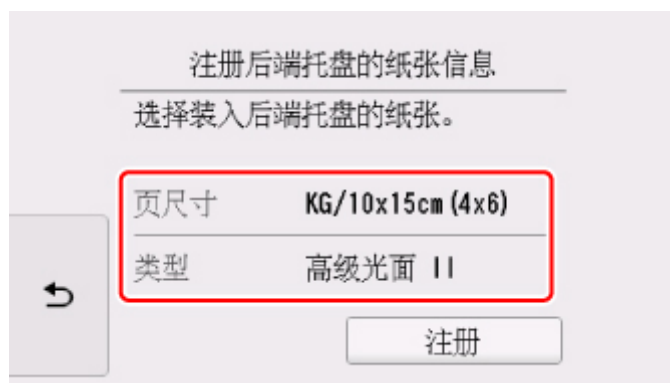 注册后端托盘的纸张信息
选择装入后端托盘的纸张。
页尺寸 KG/10x15cm(4x6)
类型 高级光面 II
注册